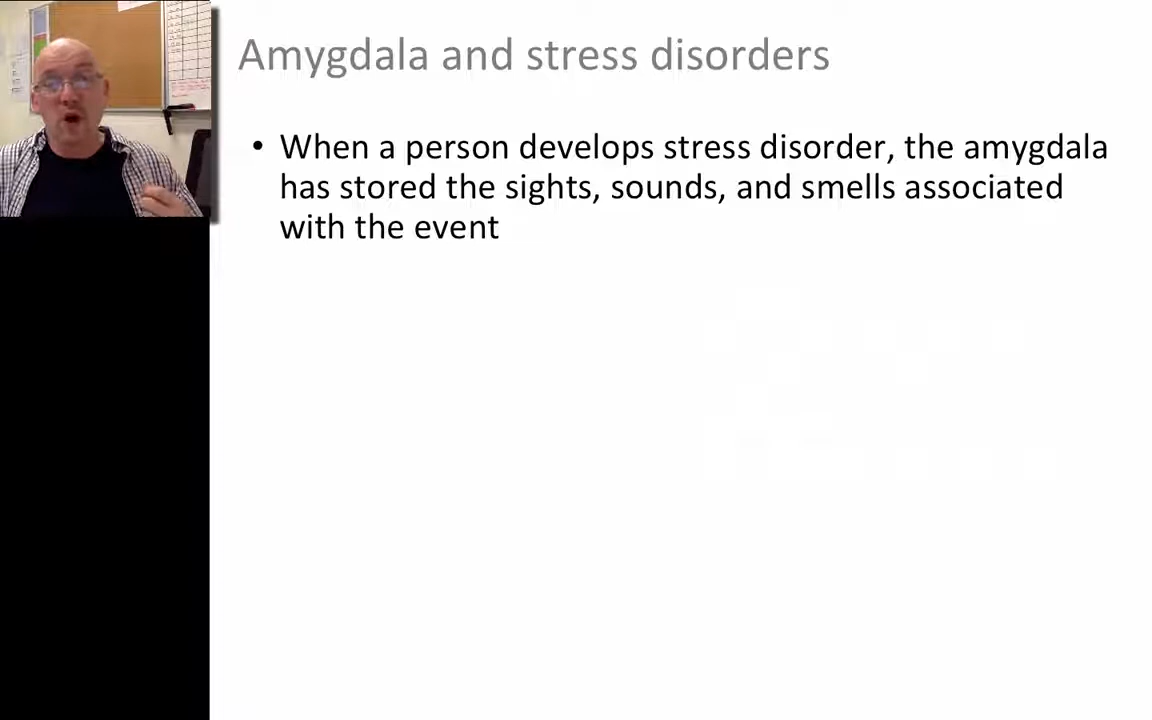 Amygdala and stress disorders
• When a person develops stress disorder, the amygdala
has stored the sights, sounds, and smells associated
with the event